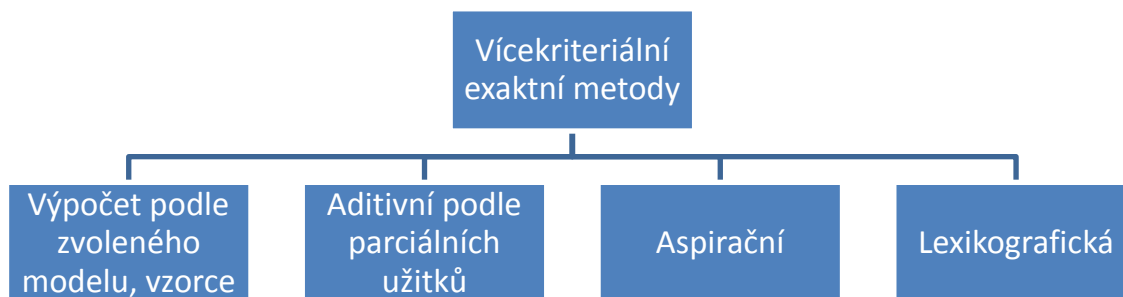 Vícekriteriální
exaktní metody
Výpočet podle
zvoleného
modelu, vzorce
Aditivní podle
parciálních
užitků
Aspirační
Lexikografická